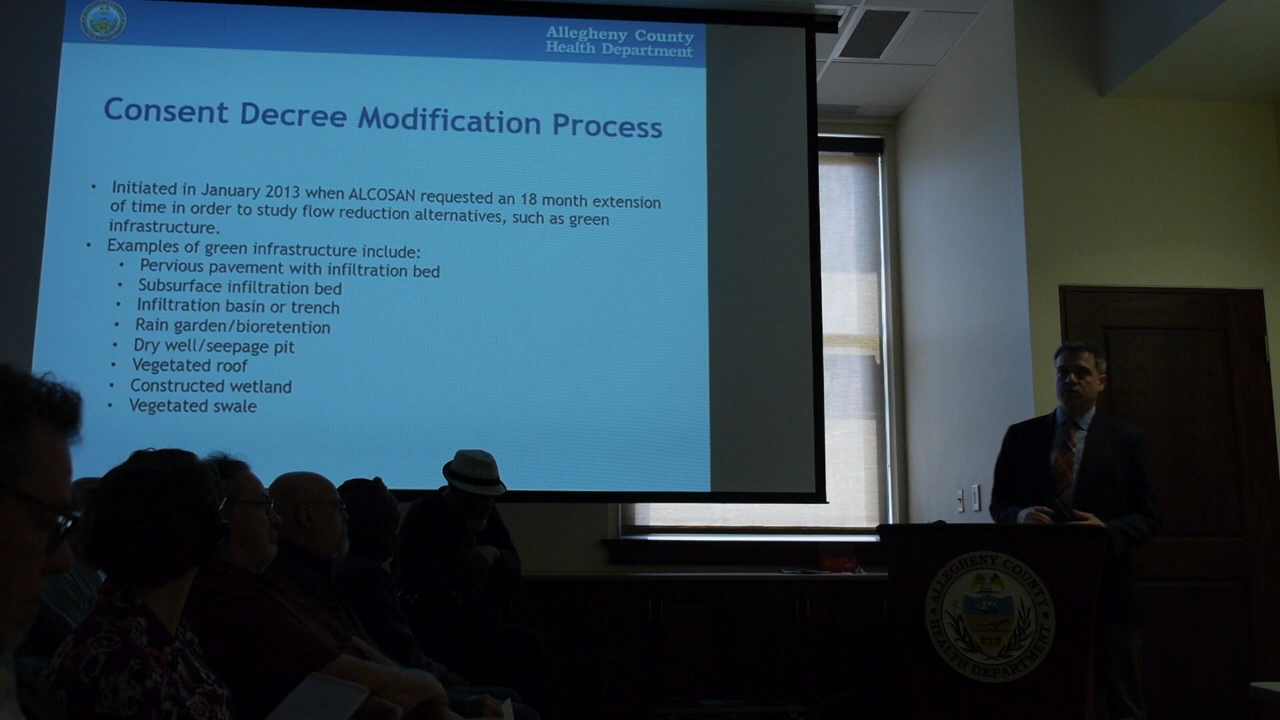 Allegheny County
Health Department
Consent Decree Modification Process
• Initiated in January 2013 when ALCOSAN requested an 18 month extension
of time in order to study flow reduction alternatives, such as green
infrastructure.
• Examples of green infrastructure include:
• Pervious pavement with infiltration bed
• Subsurface infiltration bed
• Infiltration basin or trench
• Rain garden/bioretention
• Dry well/seepage pit
• Vegetated roof
• Constructed wetland
• Vegetated swale
ALLEGHENY COUNTY
HEALTH DEPARTMENT